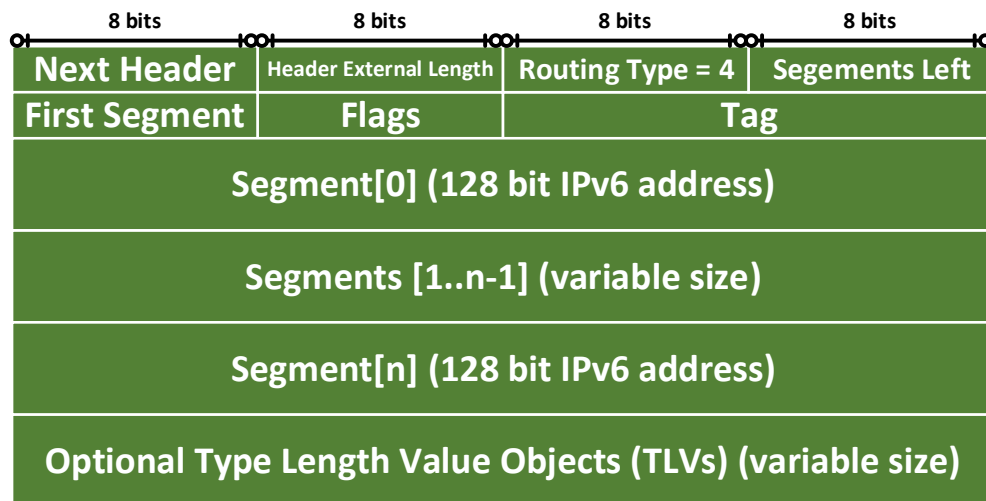 8 bits 8 bits 8 bits 8 bits
Next Header Header External Length Routing Type = 4 Segements Left
First Segment Flags Tag
Segment[0] (128 bit IPv6 address)
Segments [1..n-1] (variable size)
Segment[n] (128 bit IPv6 address)
Optional Type Length Value Objects (TLVs) (variable size)